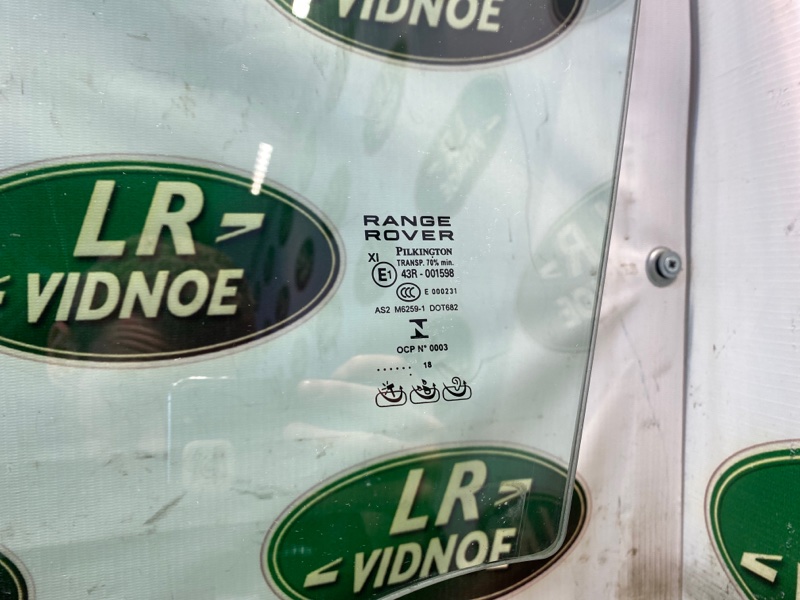 VIDNOE
LR
VIDNOE
RANGE
ROVER
PILKINGTON
XI TRANSP. 70% min.
E1 43R - 001598
CCC E 000231
AS2 M6259-1 DOT682
OCP N° 0003
18
LR
VIDNOE